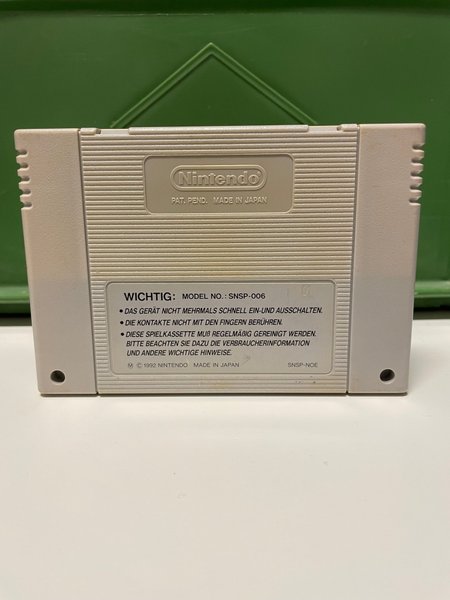 Nintendo
PAT. PEND. MADE IN JAPAN
WICHTIG: MODEL NO.: SNSP-006
• DAS GERÄT NICHT MEHRMALS SCHNELL EIN-UND AUSSCHALTEN.
• DIE KONTAKTE NICHT MIT DEN FINGERN BERÜHREN.
• DIESE SPIELKASSETTE MUß REGELMÄßIG GEREINIGT WERDEN.
BITTE BEACHTEN SIE DAZU DIE VERBRAUCHERINFORMATION
UND ANDERE WICHTIGE HINWEISE.
Ⓜ © 1992 NINTENDO MADE IN JAPAN SNSP-NOE